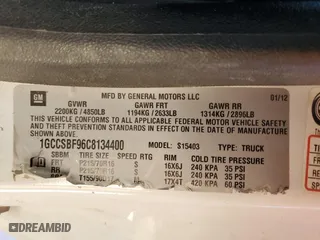 GM
MFD BY GENERAL MOTORS LLC
01/12
GVWR GAWR FRT GAWR RR
2200KG / 4850LB 1194KG / 2633LB 1314KG / 2896LB
THIS VEHICLE CONFORMS TO ALL APPLICABLE FEDERAL MOTOR VEHICLE
SAFETY, BUMPER, AND THEFT PREVENTION STANDARDS IN EFFECT ON THE
DATE OF MANUFACTURE SHOWN ABOVE.
1GCCSBF96C8134400 MODEL: S15403 TYPE: TRUCK
SBBM TIRE SIZE SPEED RTG RIM COLD TIRE PRESSURE
FRT S 16X6J 240 KPA 35 PSI
RR S 16X6J 240 KPA 35 PSI
17X4T 420 KPA 60 PSI